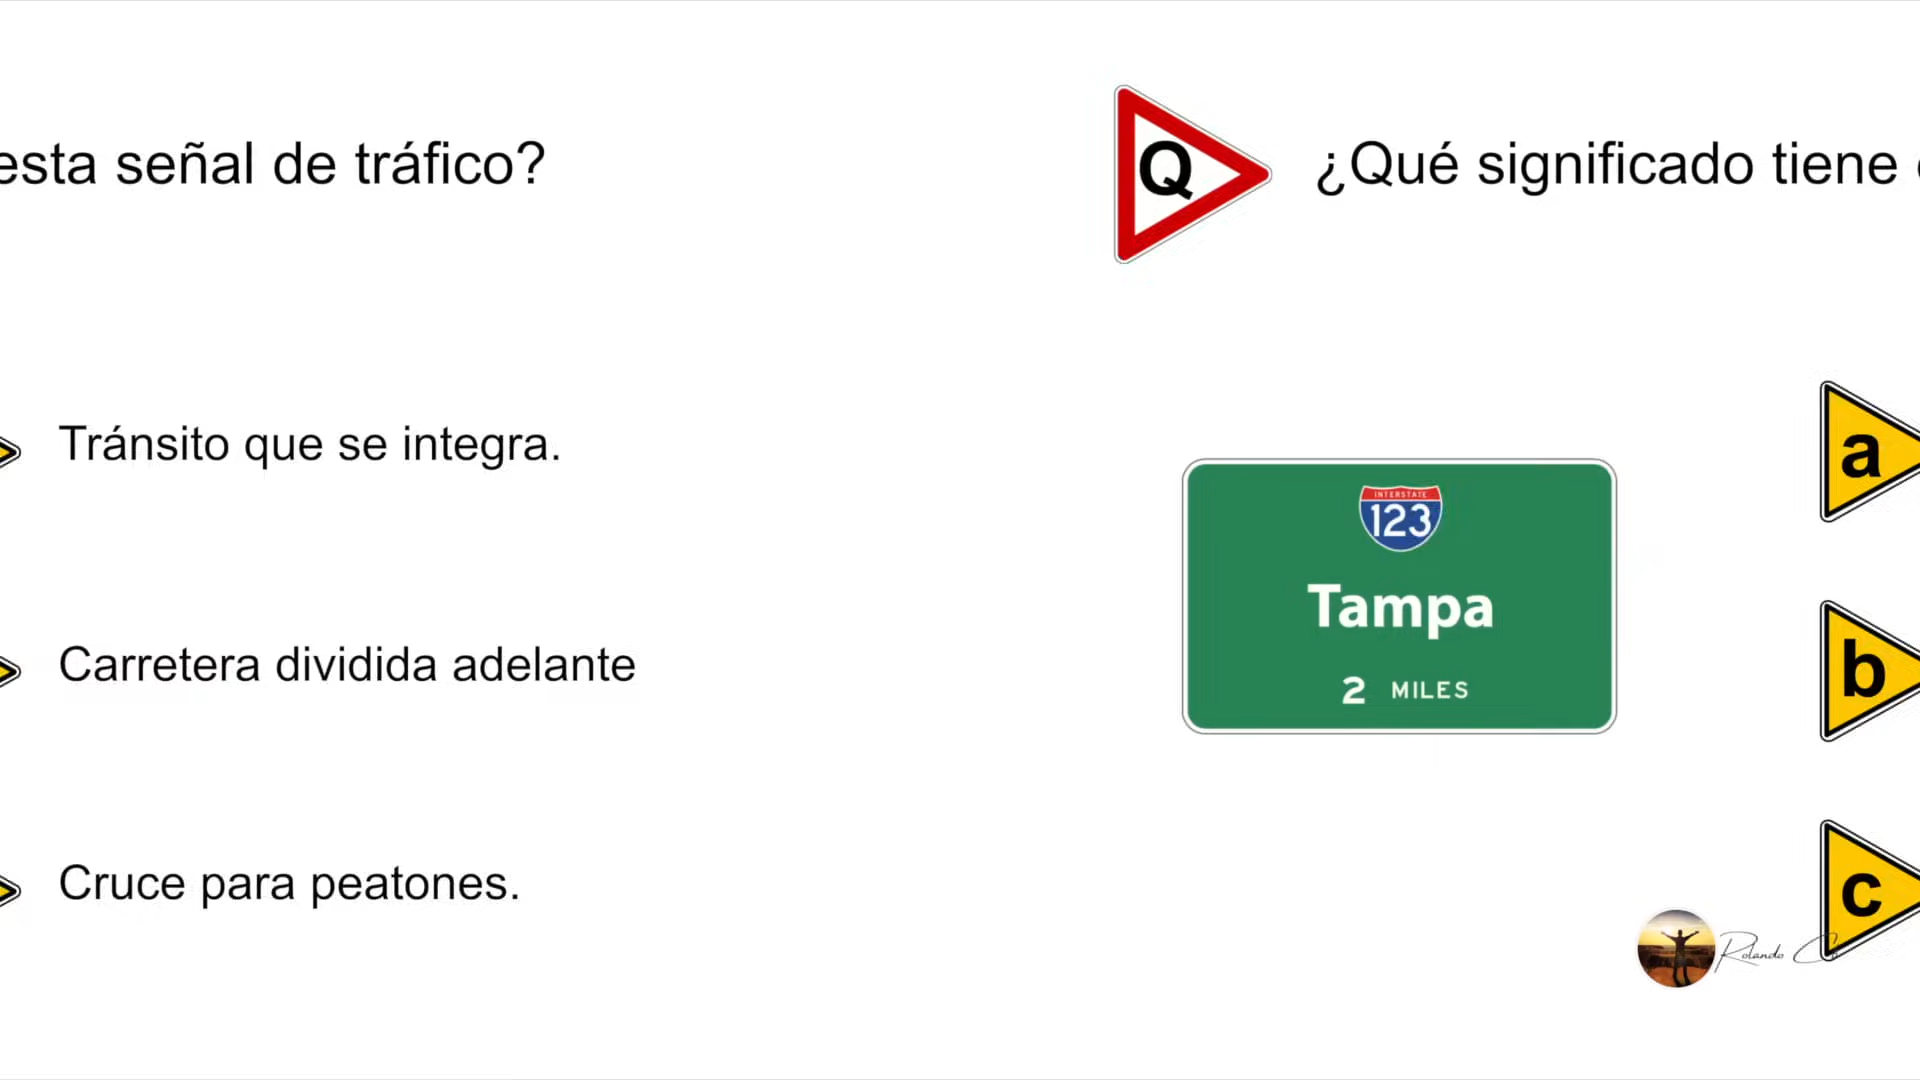 esta señal de tráfico?
Tránsito que se integra.
Carretera dividida adelante
Cruce para peatones.
Q
¿Qué significado tiene
INTERSTATE
123
Tampa
2 MILES
a
b
c
Rolando